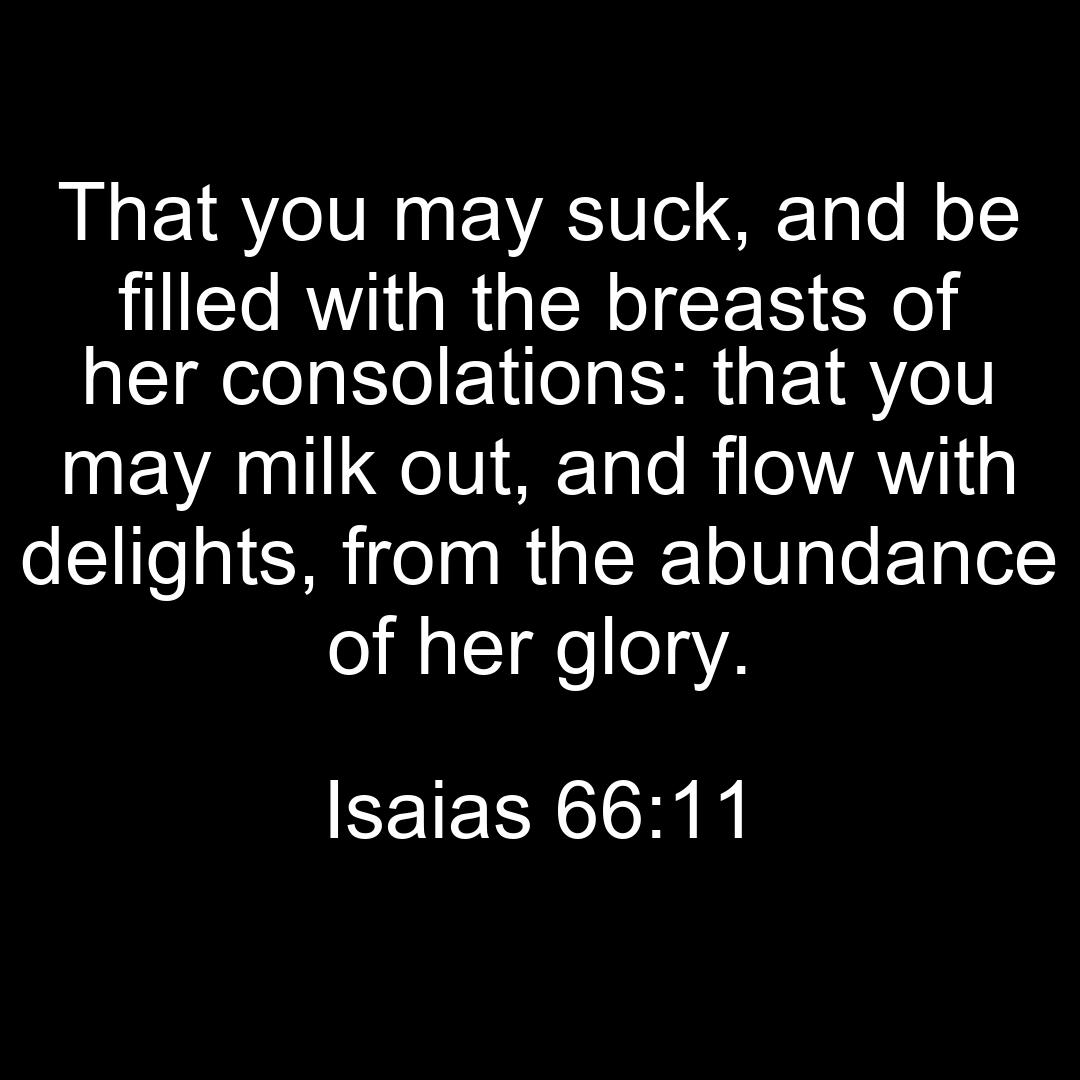 That you may suck, and be
filled with the breasts of
her consolations: that you
may milk out, and flow with
delights, from the abundance
of her glory.
Isaias 66:11